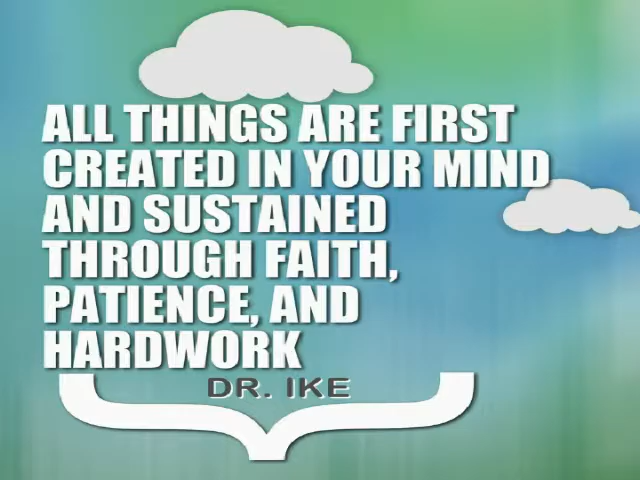 ALL THINGS ARE FIRST
CREATED IN YOUR MIND
AND SUSTAINED
THROUGH FAITH,
PATIENCE, AND
HARDWORK
DR. IKE